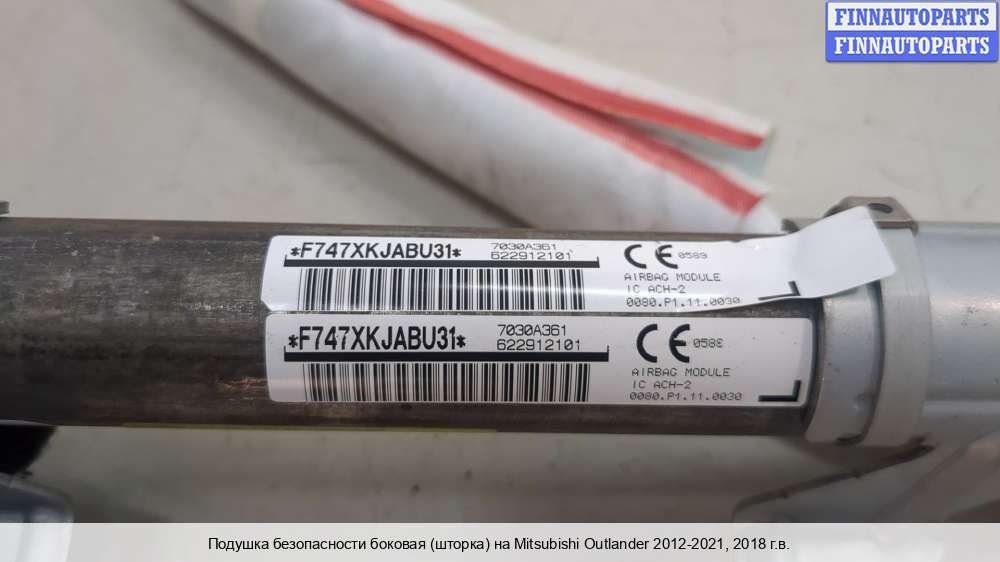 FINNAUTOPARTS
FINNAUTOPARTS
*F747XKJABU31*
7030A361
622912101
CE 0589
AIRBAG MODULE
IC ACH-2
0080.P1.11.0030
L
*F747XKJABU31*
7030A361
622912101
CE 0588
AIRBAG MODULE
IC ACH-2
0080.P1.11.0030
L
Подушка безопасности боковая (шторка) на Mitsubishi Outlander 2012-2021, 2018 г.в.